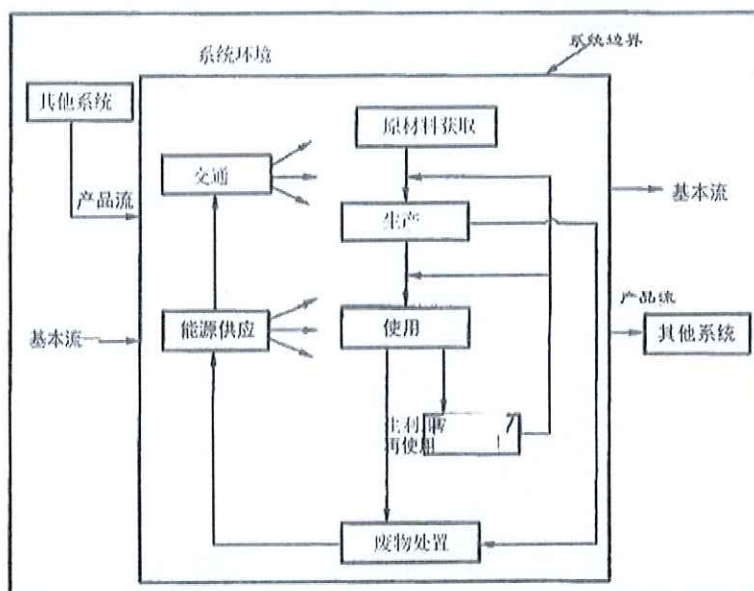 系统边界
系统环境
其他系统
原材料获取
交通
产品流
基本流
生产
产品流
能源供应
使用
基本流
其他系统
再使用
废物处置